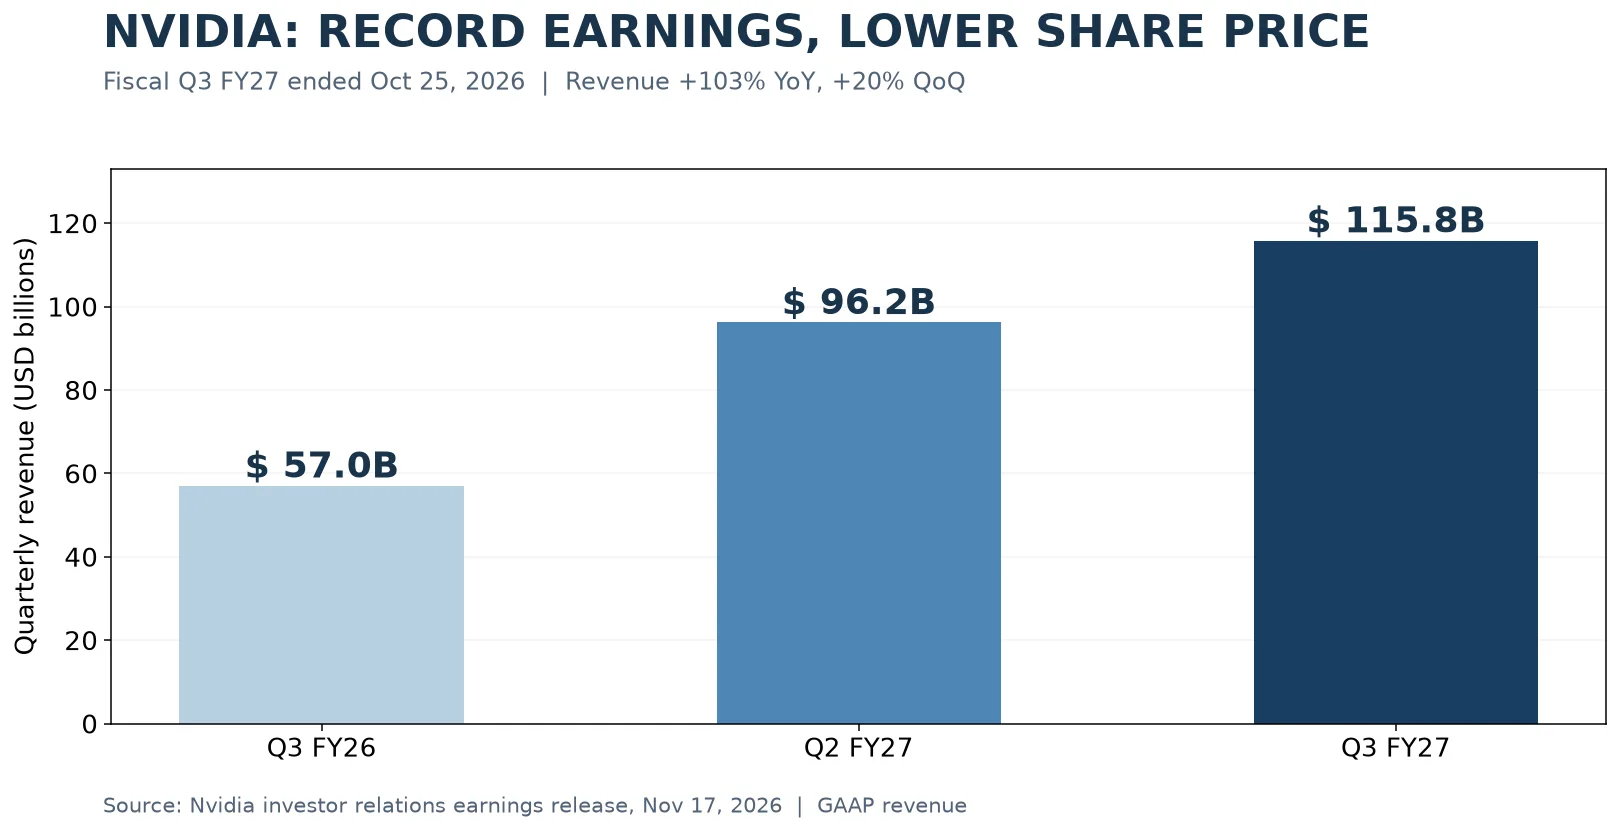 NVIDIA: RECORD EARNINGS, LOWER SHARE PRICE
Fiscal Q3 FY27 ended Oct 25, 2026 | Revenue +103% YoY, +20% QoQ
Quarterly revenue (USD billions)
120
100
80
60
40
20
0
$ 57.0B
$ 96.2B
$ 115.8B
Q3 FY26
Q2 FY27
Q3 FY27
Source: Nvidia investor relations earnings release, Nov 17, 2026 | GAAP revenue